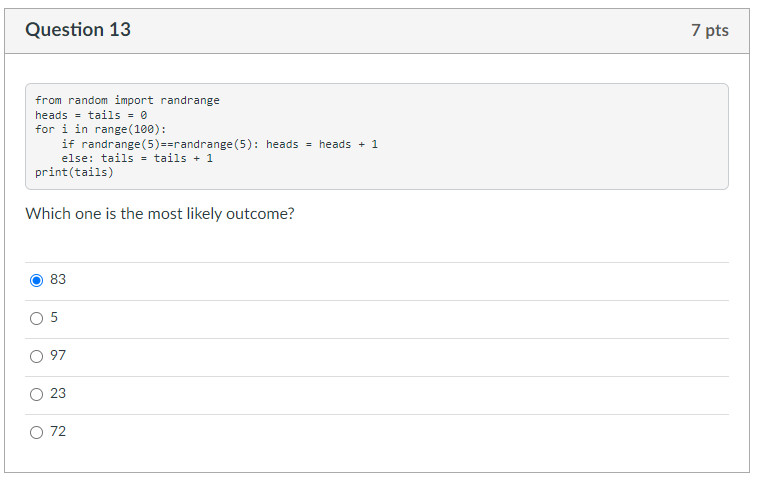 Question 13
7 pts
from random import randrange
heads = tails = 0
for i in range(100):
    if randrange(5)==randrange(5): heads = heads + 1
    else: tails = tails + 1
print(tails)
Which one is the most likely outcome?
83
5
97
23
72